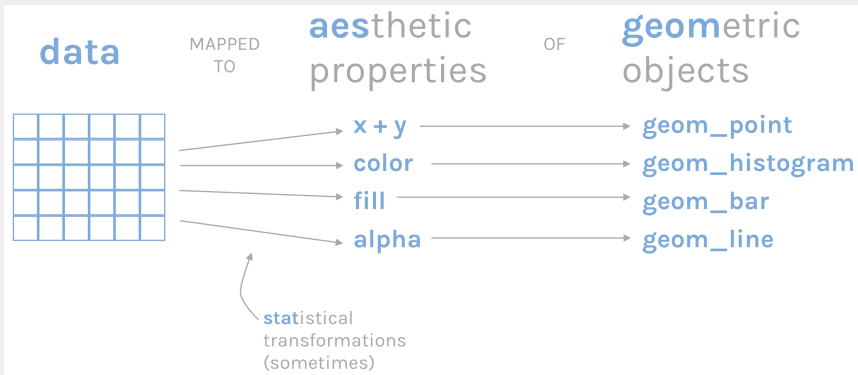 data
MAPPED
TO
aesthetic
properties
OF
geometric
objects
x + y
geom_point
color
geom_histogram
fill
geom_bar
alpha
geom_line
statistical
transformations
(sometimes)